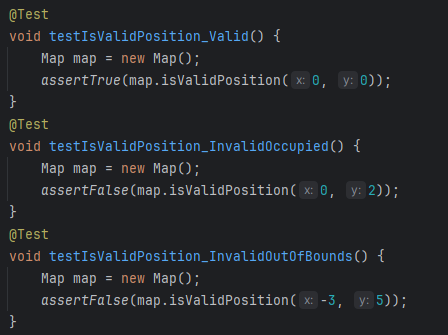 @Test
void testIsValidPosition_Valid() {
    Map map = new Map();
    assertTrue(map.isValidPosition( x: 0, y: 0));
}
@Test
void testIsValidPosition_InvalidOccupied() {
    Map map = new Map();
    assertFalse(map.isValidPosition( x: 0, y: 2));
}
@Test
void testIsValidPosition_InvalidOutOfBounds() {
    Map map = new Map();
    assertFalse(map.isValidPosition( x: -3, y: 5));
}